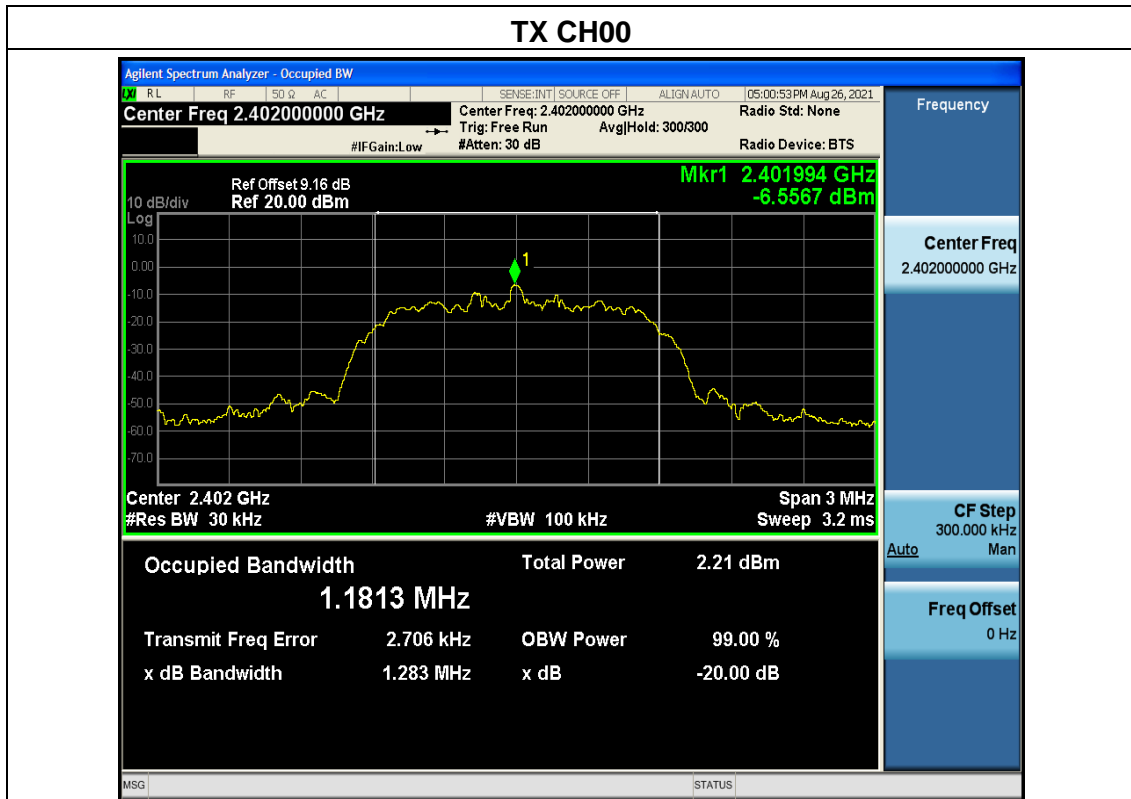 TX CH00
Agilent Spectrum Analyzer - Occupied BW
LXI RL RF 50 Ω AC SENSE:INT SOURCE OFF ALIGN AUTO 05:00:53 PM Aug 26, 2021
Center Freq 2.402000000 GHz
Center Freq: 2.402000000 GHz
Radio Std: None
Trig: Free Run Avg|Hold: 300/300
#IFGain:Low
#Atten: 30 dB
Radio Device: BTS
Frequency
Mkr1 2.401994 GHz
-6.5567 dBm
Ref Offset 9.16 dB
10 dB/div Ref 20.00 dBm
Log
10.0
0.00
-10.0
-20.0
-30.0
-40.0
-50.0
-60.0
-70.0
1
Center 2.402 GHz
Span 3 MHz
#Res BW 30 kHz
#VBW 100 kHz
Sweep 3.2 ms
Center Freq
2.402000000 GHz
CF Step
300.000 kHz
Auto Man
Freq Offset
0 Hz
Occupied Bandwidth
1.1813 MHz
Total Power 2.21 dBm
Transmit Freq Error 2.706 kHz
OBW Power 99.00 %
x dB Bandwidth 1.283 MHz
x dB -20.00 dB
MSG
STATUS